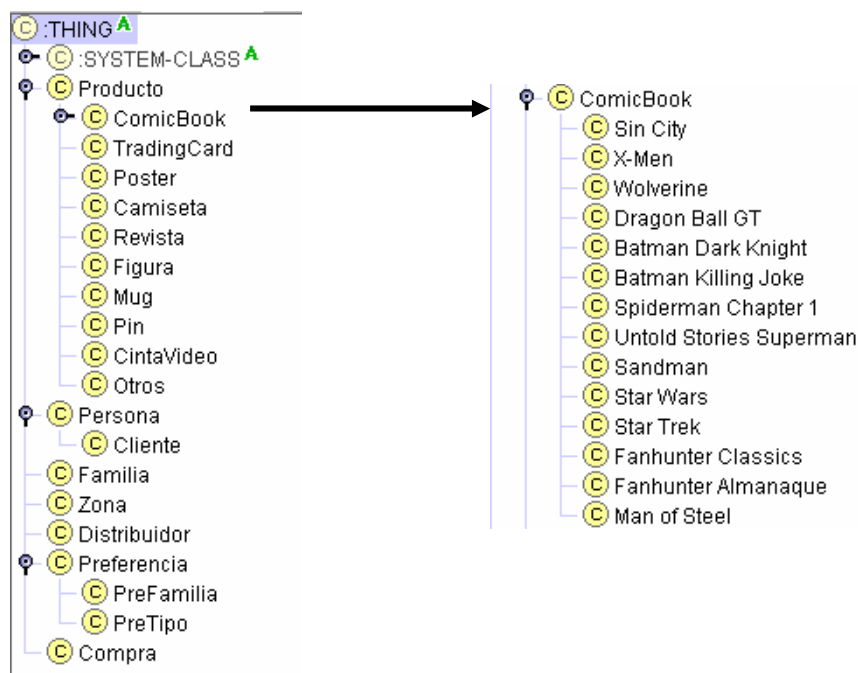 :THING A
:SYSTEM-CLASS A
Producto
ComicBook
TradingCard
Poster
Camiseta
Revista
Figura
Mug
Pin
CintaVideo
Otros
Persona
Cliente
Familia
Zona
Distribuidor
Preferencia
PreFamilia
PreTipo
Compra
ComicBook
Sin City
X-Men
Wolverine
Dragon Ball GT
Batman Dark Knight
Batman Killing Joke
Spiderman Chapter 1
Untold Stories Superman
Sandman
Star Wars
Star Trek
Fanhunter Classics
Fanhunter Almanaque
Man of Steel